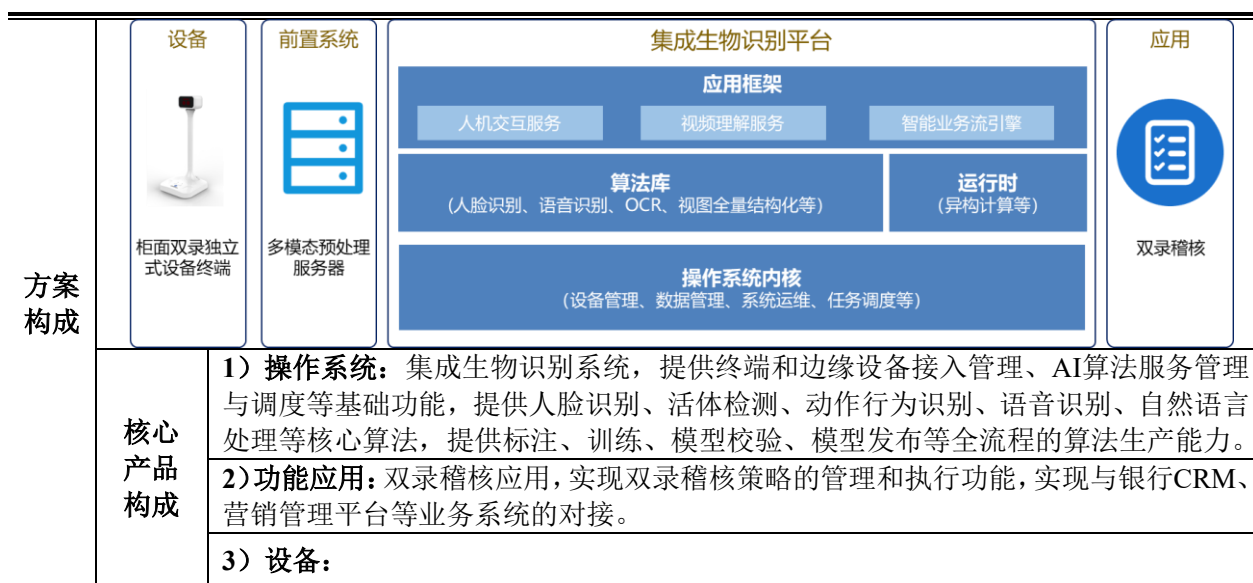 设备
前置系统
集成生物识别平台
应用
应用框架
人机交互服务
视频理解服务
智能业务流引擎
算法库
(人脸识别、语音识别、OCR、视图全量结构化等)
运行时
(异构计算等)
柜面双录独立
式设备终端
多模态预处理
服务器
双录稽核
操作系统内核
(设备管理、数据管理、系统运维、任务调度等)
方案
构成
核心
产品
构成
1）操作系统：集成生物识别系统，提供终端和边缘设备接入管理、AI算法服务管理
与调度等基础功能，提供人脸识别、活体检测、动作行为识别、语音识别、自然语言
处理等核心算法，提供标注、训练、模型校验、模型发布等全流程的算法生产能力。
2）功能应用：双录稽核应用，实现双录稽核策略的管理和执行功能，实现与银行CRM、
营销管理平台等业务系统的对接。
3）设备：